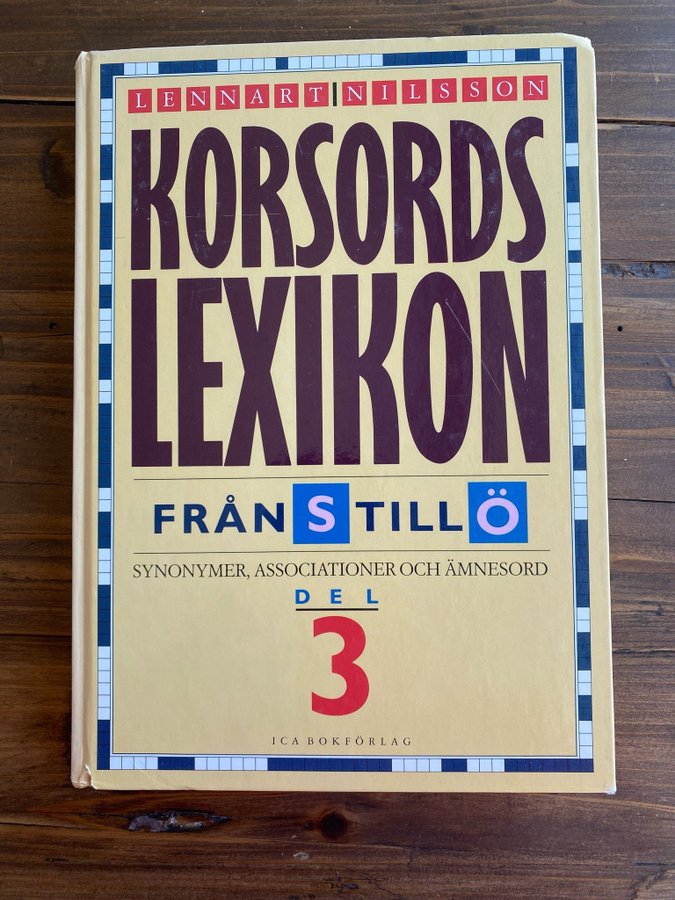 LENNART NILSSON
KORSORDS
LEXIKON
FRÅN S TILL Ö
SYNONYMER, ASSOCIATIONER OCH ÄMNESORD
DEL
3
ICA BOKFÖRLAG